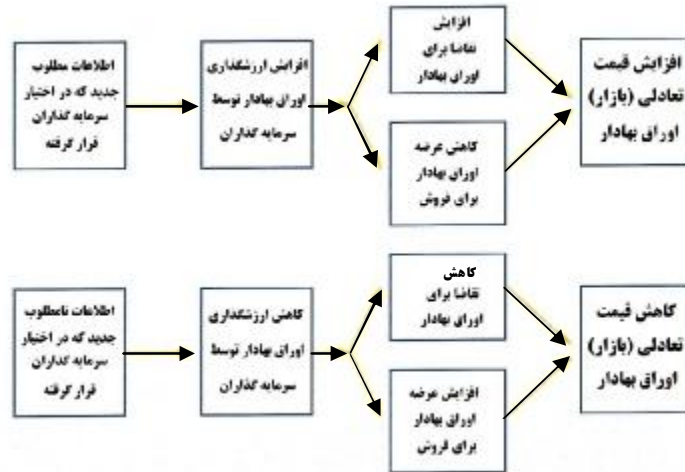 اطلاعات مطلوب
جدید که در اختیار
سرمایه گذاران
قرار گرفته
افزایش ارزشگذاری
اوراق بهادار توسط
سرمایه گذاران
افزایش
تقاضا برای
اوراق بهادار
کاهش عرضه
اوراق بهادار
برای فروش
افزایش قیمت
تعادلی (بازار)
اوراق بهادار
اطلاعات نامطلوب
جدید که در اختیار
سرمایه گذاران
قرار گرفته
کاهش ارزشگذاری
اوراق بهادار توسط
سرمایه گذاران
کاهش
تقاضا برای
اوراق بهادار
افزایش عرضه
اوراق بهادار
برای فروش
کاهش قیمت
تعادلی (بازار)
اوراق بهادار